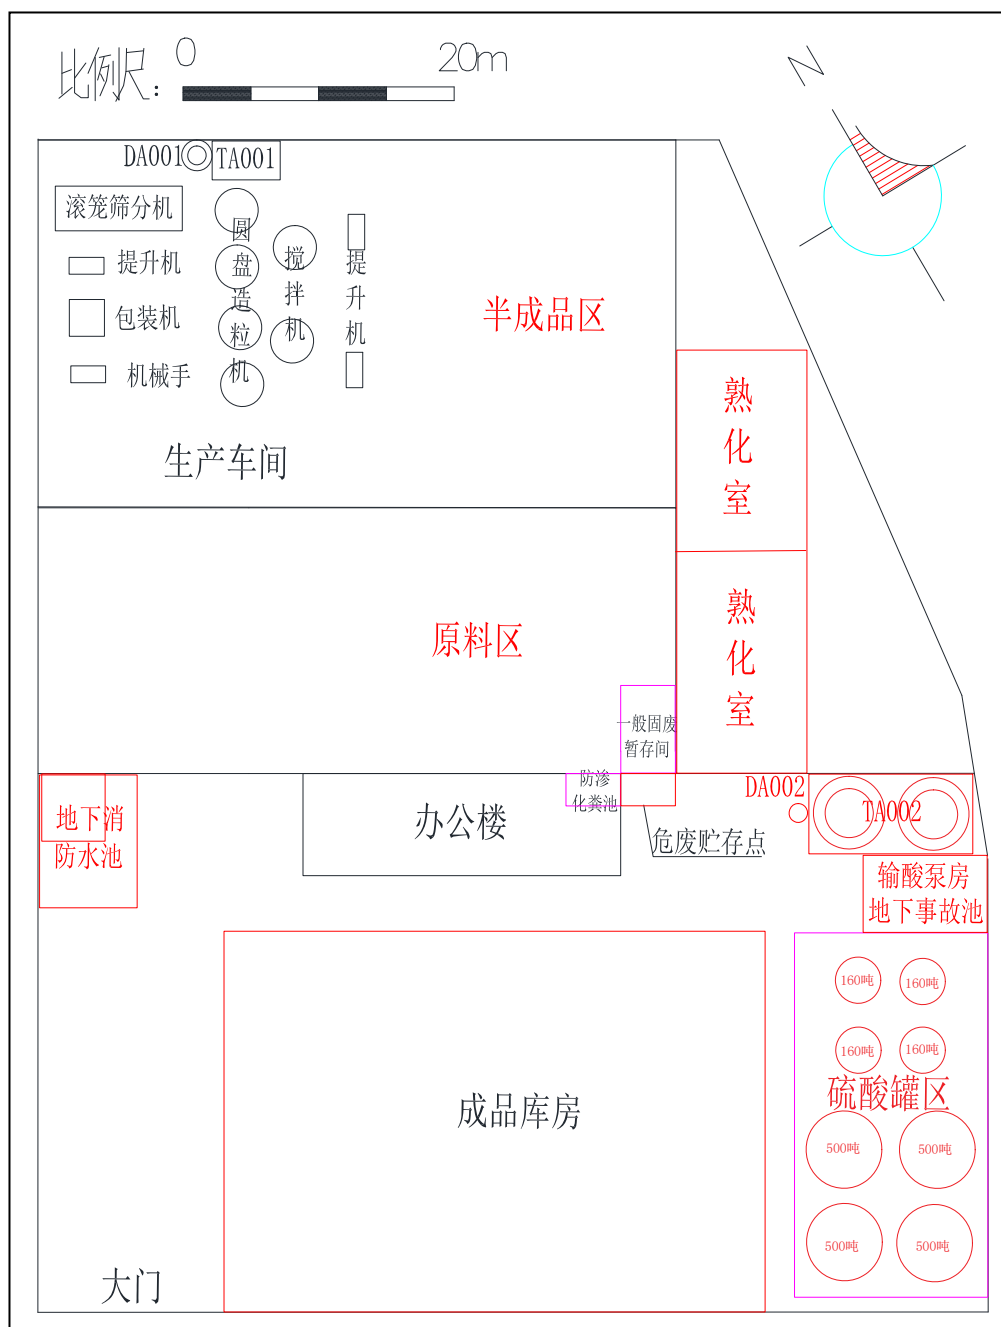 比例尺：
0
20m
N
DA001
TA001
滚笼筛分机
提升机
包装机
机械手
圆盘造粒机
搅拌机
提升机
半成品区
生产车间
熟化室
原料区
熟化室
一般固废
暂存间
防渗
化粪池
DA002
TA002
地下消
防水池
办公楼
危废贮存点
输酸泵房
地下事故池
160吨
160吨
160吨
160吨
硫酸罐区
500吨
500吨
500吨
500吨
成品库房
大门